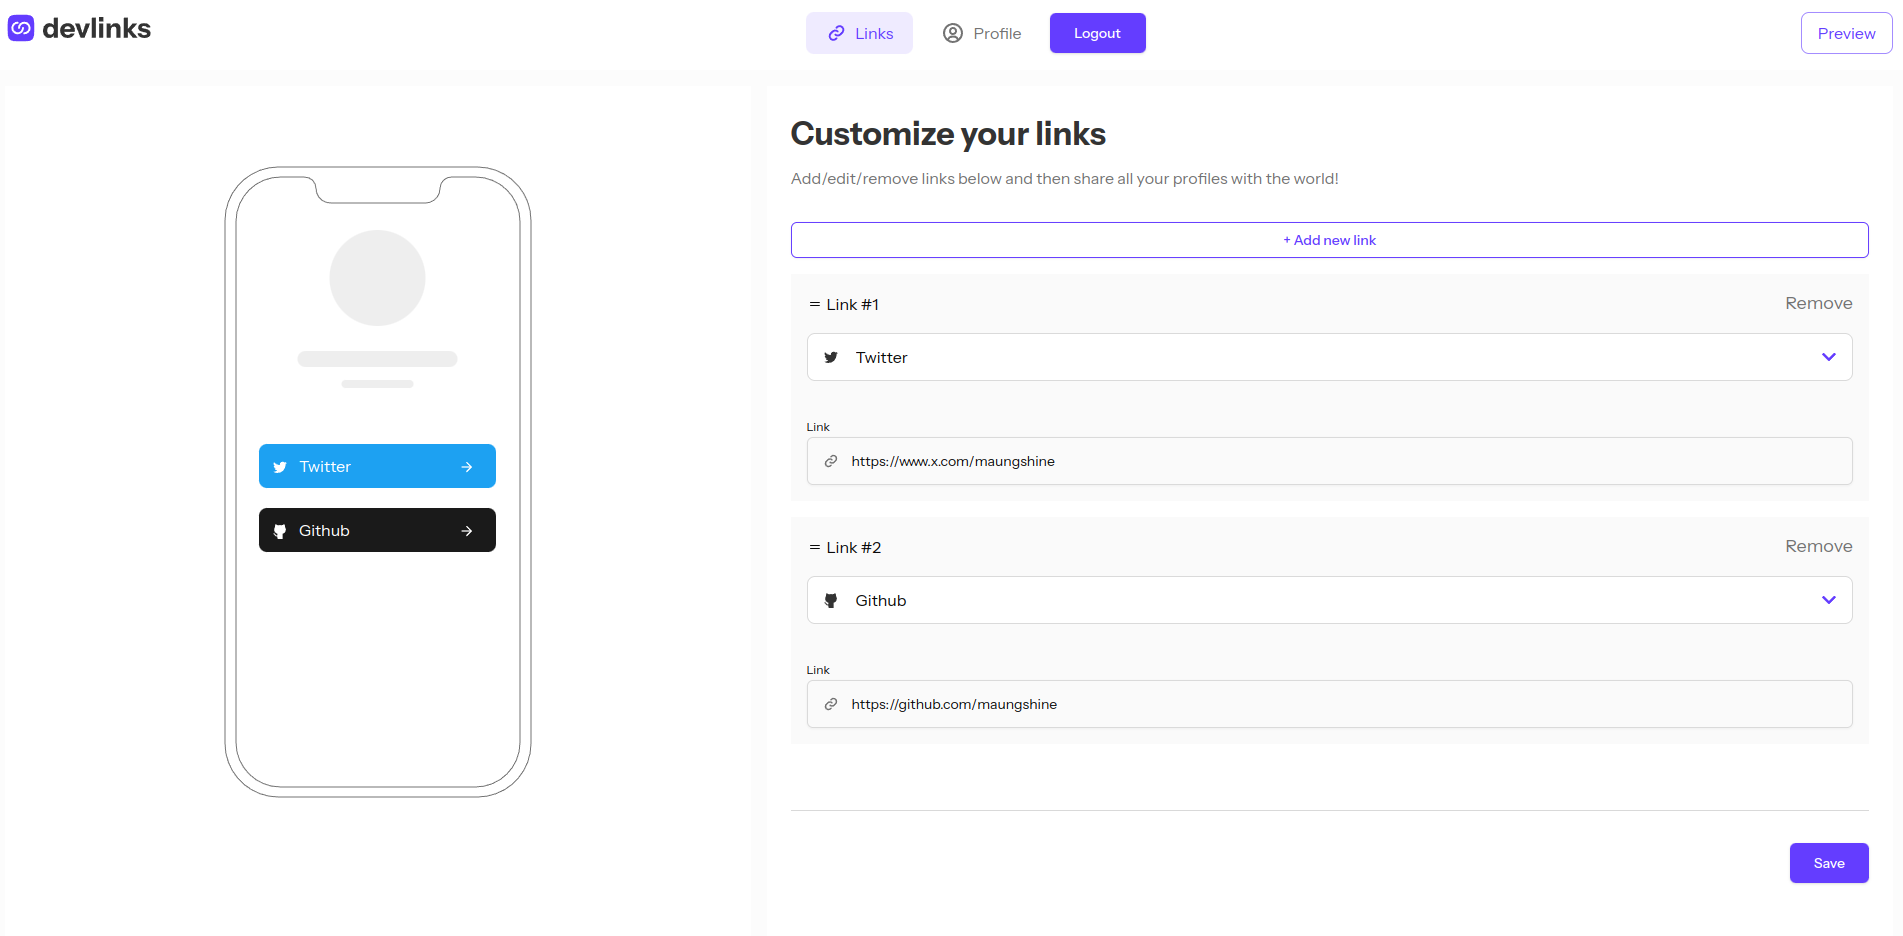 devlinks
Links
Profile
Logout
Preview
Twitter
Github
Customize your links
Add/edit/remove links below and then share all your profiles with the world!
+ Add new link
= Link #1
Remove
Twitter
Link
https://www.x.com/maungshine
= Link #2
Remove
Github
Link
https://github.com/maungshine
Save